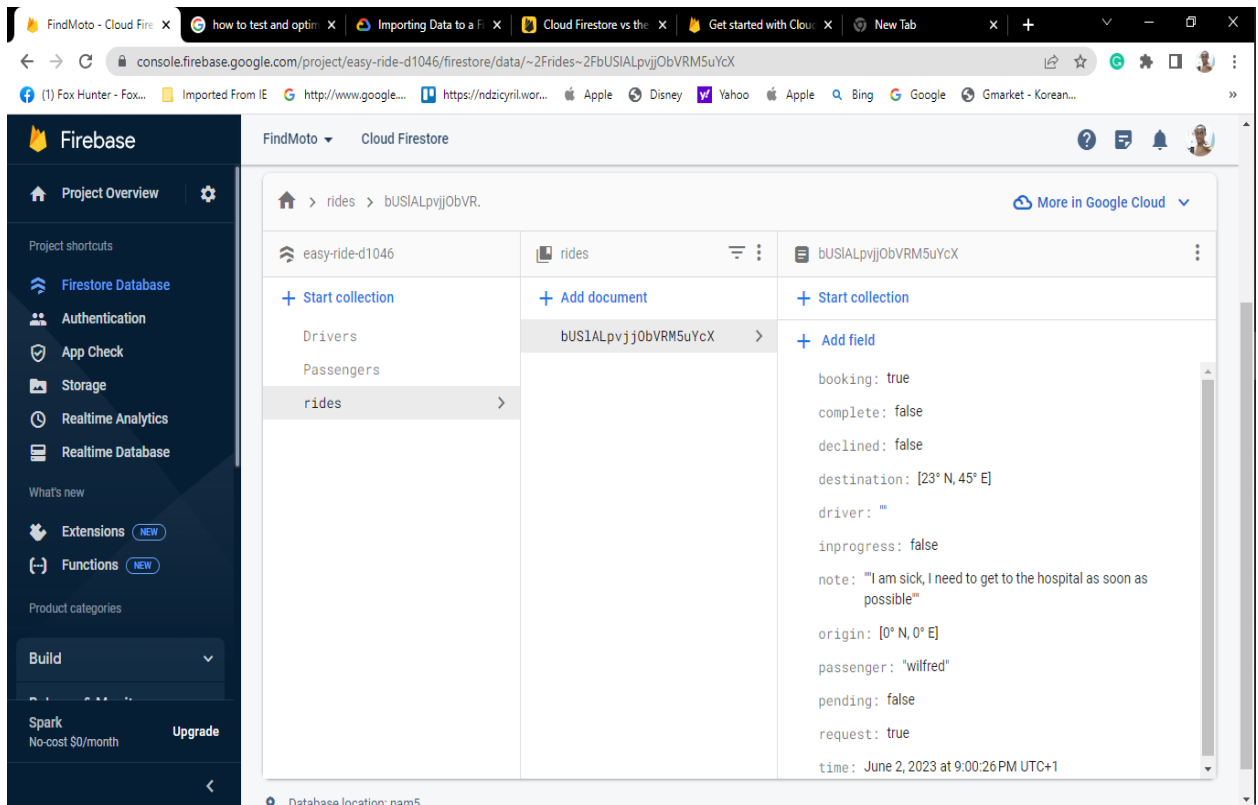 FindMoto - Cloud Fire
how to test and optim
Importing Data to a Fi
Cloud Firestore vs the
Get started with Clouc
New Tab
console.firebase.google.com/project/easy-ride-d1046/firestore/data/~2Frides~2FbUSlALpvjjObVRM5uYcX
(1) Fox Hunter - Fox...
Imported From IE
http://www.google....
https://ndzicyril.wor...
Apple
Disney
Yahoo
Apple
Bing
Google
Gmarket - Korean...
»
Firebase
FindMoto
Cloud Firestore
Project Overview
Project shortcuts
Firestore Database
Authentication
App Check
Storage
Realtime Analytics
Realtime Database
What's new
Extensions NEW
Functions NEW
Product categories
Build
Spark
No-cost $0/month
Upgrade
> rides > bUSlALpvjjObVR.
More in Google Cloud
easy-ride-d1046
+ Start collection
Drivers
Passengers
rides
rides
+ Add document
bUSlALpvjjObVRM5uYcX
bUSlALpvjjObVRM5uYcX
+ Start collection
+ Add field
booking: true
complete: false
declined: false
destination: [23° N, 45° E]
driver: ""
inprogress: false
note: ""I am sick, I need to get to the hospital as soon as
possible""
origin: [0° N, 0° E]
passenger: "wilfred"
pending: false
request: true
time: June 2, 2023 at 9:00:26 PM UTC+1
Database location: nam5